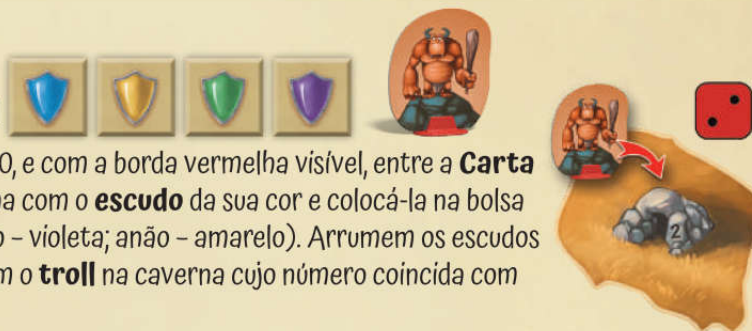 O, e com a borda vermelha visível, entre a Carta
com o escudo da sua cor e colocá-la na bolsa
– violeta; anão – amarelo). Arrumem os escudos
o troll na caverna cujo número coincida com
2